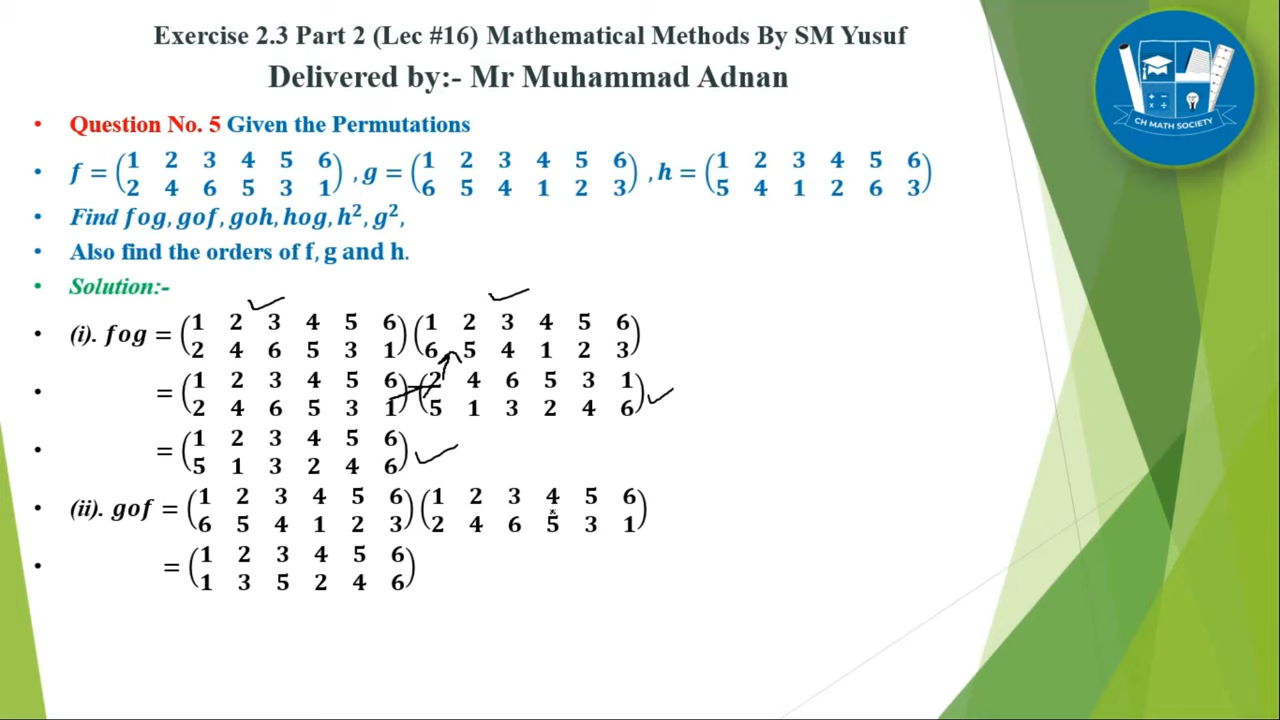 Exercise 2.3 Part 2 (Lec #16) Mathematical Methods By SM Yusuf
Delivered by:- Mr Muhammad Adnan
CH MATH SOCIETY
• Question No. 5 Given the Permutations
• f = (1 2 3 4 5 6 / 2 4 6 5 3 1), g = (1 2 3 4 5 6 / 6 5 4 1 2 3), h = (1 2 3 4 5 6 / 5 4 1 2 6 3)
• Find fog, gof, goh, hog, h², g²,
• Also find the orders of f, g and h.
• Solution:-
• (i). fog = (1 2 3 4 5 6 / 2 4 6 5 3 1) (1 2 3 4 5 6 / 6 5 4 1 2 3)
• = (1 2 3 4 5 6 / 2 4 6 5 3 1) (2 4 6 5 3 1 / 5 1 3 2 4 6)
• = (1 2 3 4 5 6 / 5 1 3 2 4 6)
• (ii). gof = (1 2 3 4 5 6 / 6 5 4 1 2 3) (1 2 3 4 5 6 / 2 4 6 5 3 1)
• = (1 2 3 4 5 6 / 1 3 5 2 4 6)